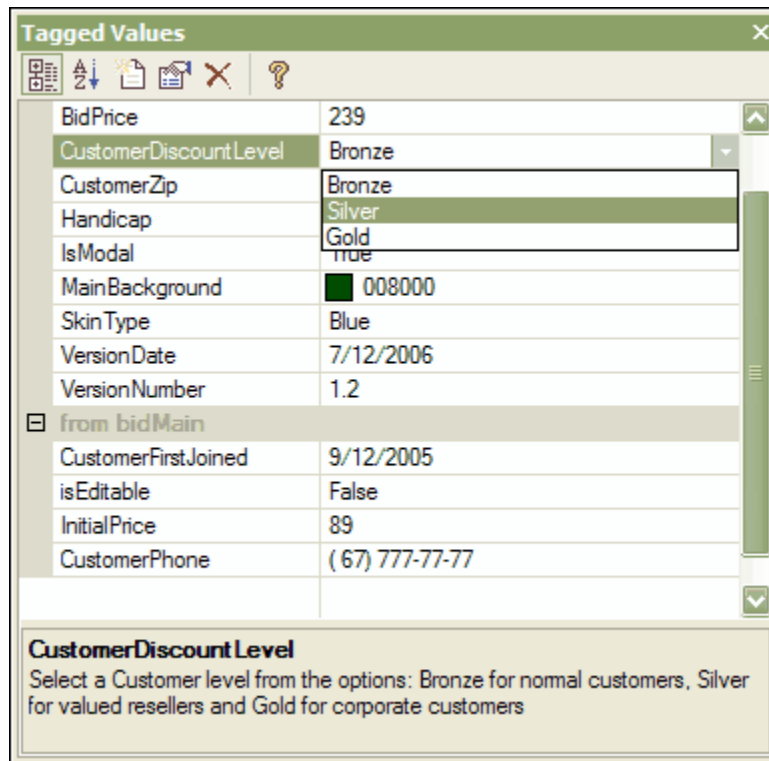 Tagged Values
BidPrice 239
CustomerDiscountLevel Bronze
CustomerZip Bronze
Handicap Silver
Gold
IsModal True
MainBackground 008000
SkinType Blue
VersionDate 7/12/2006
VersionNumber 1.2
from bidMain
CustomerFirstJoined 9/12/2005
isEditable False
InitialPrice 89
CustomerPhone ( 67) 777-77-77
CustomerDiscountLevel
Select a Customer level from the options: Bronze for normal customers, Silver
for valued resellers and Gold for corporate customers